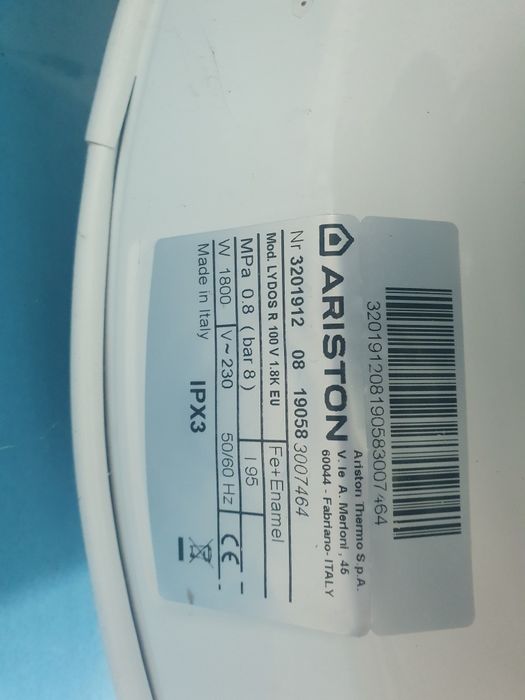 3201912081905830​07464
ARISTON
Ariston Thermo S.p.A.
V.le A. Merloni, 45
60044 - Fabriano- ITALY
Nr 3201912 08 19058 3007464
Mod. LYDOS R 100 V 1.8K EU Fe+Enamel
MPa 0.8 ( bar 8 ) l 95
W 1800 V~230 50/60 Hz CE
Made in Italy IPX3